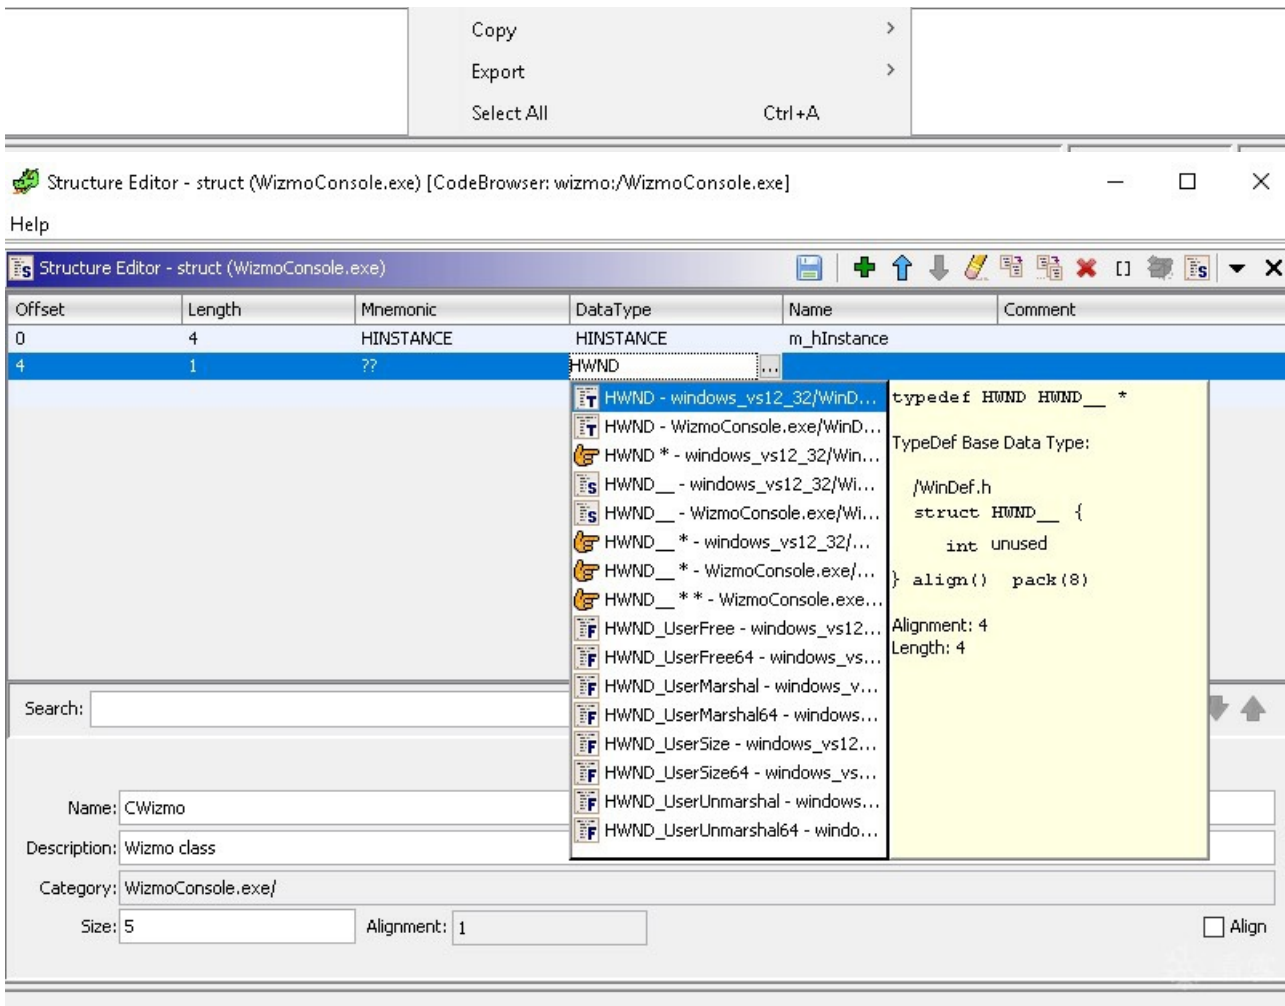 Copy
Export
Select All Ctrl+A
Structure Editor - struct (WizmoConsole.exe) [CodeBrowser: wizmo:/WizmoConsole.exe]
Help
Structure Editor - struct (WizmoConsole.exe)
Offset Length Mnemonic DataType Name Comment
0 4 HINSTANCE HINSTANCE m_hInstance
4 1 ?? HWND ...
HWND - windows_vs12_32/WinD...
HWND - WizmoConsole.exe/WinD...
HWND * - windows_vs12_32/Win...
HWND__ - windows_vs12_32/Wi...
HWND__ - WizmoConsole.exe/Wi...
HWND__ * - windows_vs12_32/...
HWND__ * - WizmoConsole.exe/...
HWND__ * * - WizmoConsole.exe...
HWND_UserFree - windows_vs12...
HWND_UserFree64 - windows_vs...
HWND_UserMarshal - windows_v...
HWND_UserMarshal64 - windows...
HWND_UserSize - windows_vs12...
HWND_UserSize64 - windows_vs...
HWND_UserUnmarshal - windows...
HWND_UserUnmarshal64 - windo...
typedef HWND HWND__ *
TypeDef Base Data Type:
/WinDef.h
struct HWND__ {
int unused
} align() pack(8)
Alignment: 4
Length: 4
Search:
Name: CWizmo
Description: Wizmo class
Category: WizmoConsole.exe/
Size: 5 Alignment: 1 Align